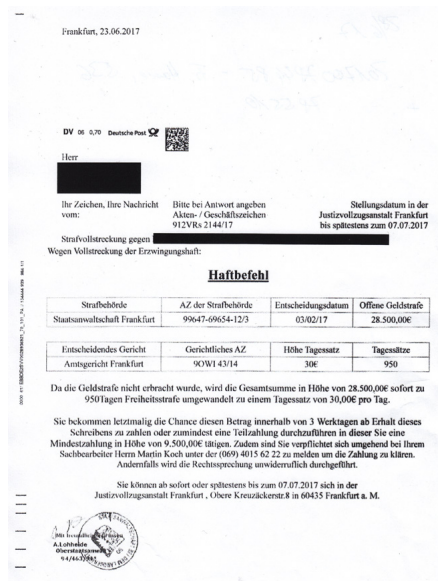 Frankfurt, 23.06.2017
DV 06 0,70 Deutsche Post
Herr
Ihr Zeichen, Ihre Nachricht
vom:
Bitte bei Antwort angeben
Akten- / Geschäftszeichen
912VRs 2144/17
Stellungsdatum in der
Justizvollzugsanstalt Frankfurt
bis spätestens zum 07.07.2017
Strafvollstreckung gegen
Wegen Vollstreckung der Erzwingungshaft:
Haftbefehl
Strafbehörde AZ der Strafbehörde Entscheidungsdatum Offene Geldstrafe
Staatsanwaltschaft Frankfurt 99647-69654-12/3 03/02/17 28.500,00€
Entscheidendes Gericht Gerichtliches AZ Höhe Tagessatz Tagessätze
Amtsgericht Frankfurt 9OWI 43/14 30€ 950
Da die Geldstrafe nicht erbracht wurde, wird die Gesamtsumme in Höhe von 28.500,00€ sofort zu
950Tagen Freiheitsstrafe umgewandelt zu einem Tagessatz von 30,00€ pro Tag.
Sie bekommen letztmalig die Chance diesen Betrag innerhalb von 3 Werktagen ab Erhalt dieses
Schreibens zu zahlen oder zumindest eine Teilzahlung durchzuführen in dieser Sie eine
Mindestzahlung in Höhe von 9.500,00€ tätigen. Zudem sind Sie verpflichtet sich umgehend bei Ihrem
Sachbearbeiter Herrn Martin Koch unter der (069) 4015 62 22 zu melden um die Zahlung zu klären.
Andernfalls wird die Rechtssprechung unwiderruflich durchgeführt.
Sie können ab sofort oder spätestens bis zum 07.07.2017 sich in der
Justizvollzugsanstalt Frankfurt , Obere Kreuzäckerstr.8 in 60435 Frankfurt a. M.
A.Lohheide
Oberstaatsanwalt